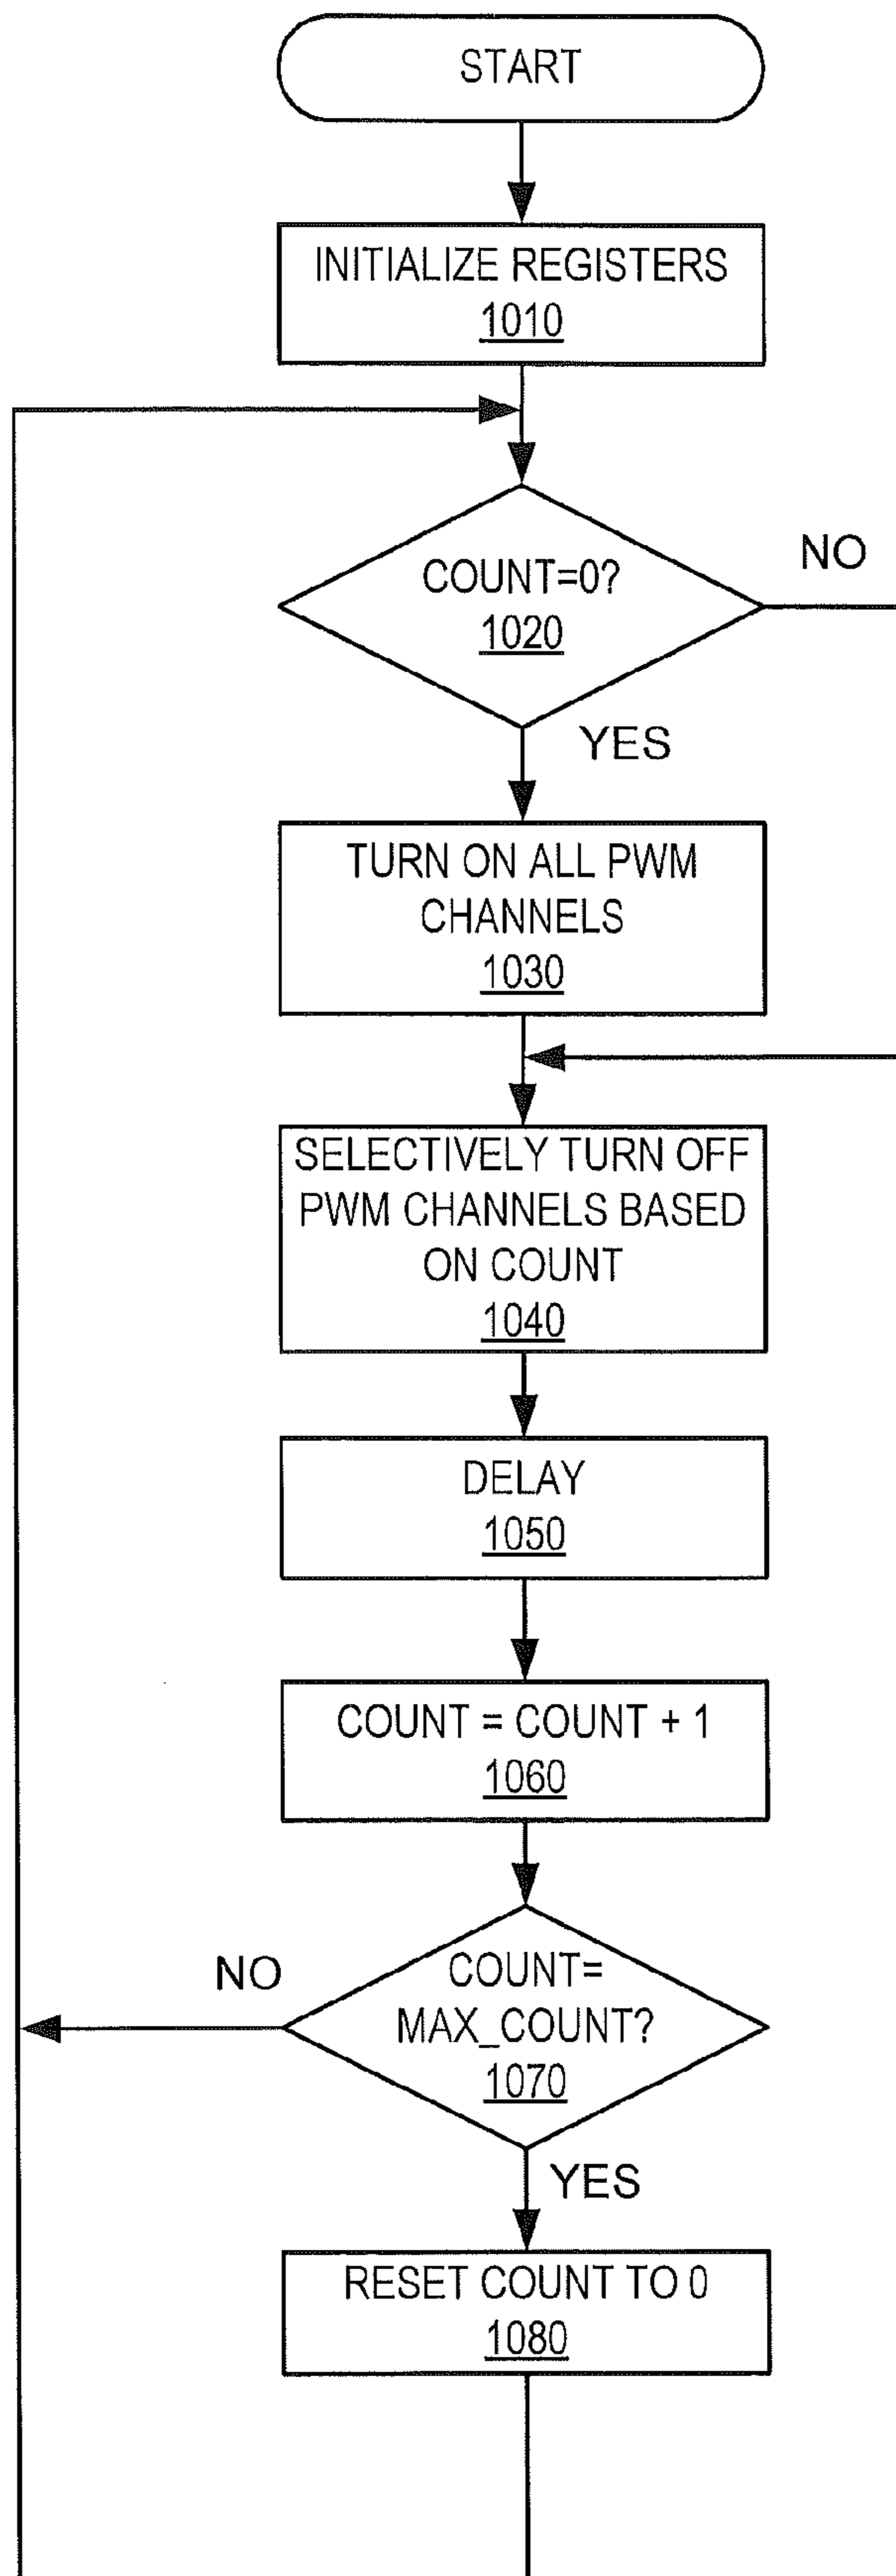 START
INITIALIZE REGISTERS
1010
COUNT=0?
1020
NO
YES
TURN ON ALL PWM
CHANNELS
1030
SELECTIVELY TURN OFF
PWM CHANNELS BASED
ON COUNT
1040
DELAY
1050
COUNT = COUNT + 1
1060
NO
COUNT=
MAX_COUNT?
1070
YES
RESET COUNT TO 0
1080